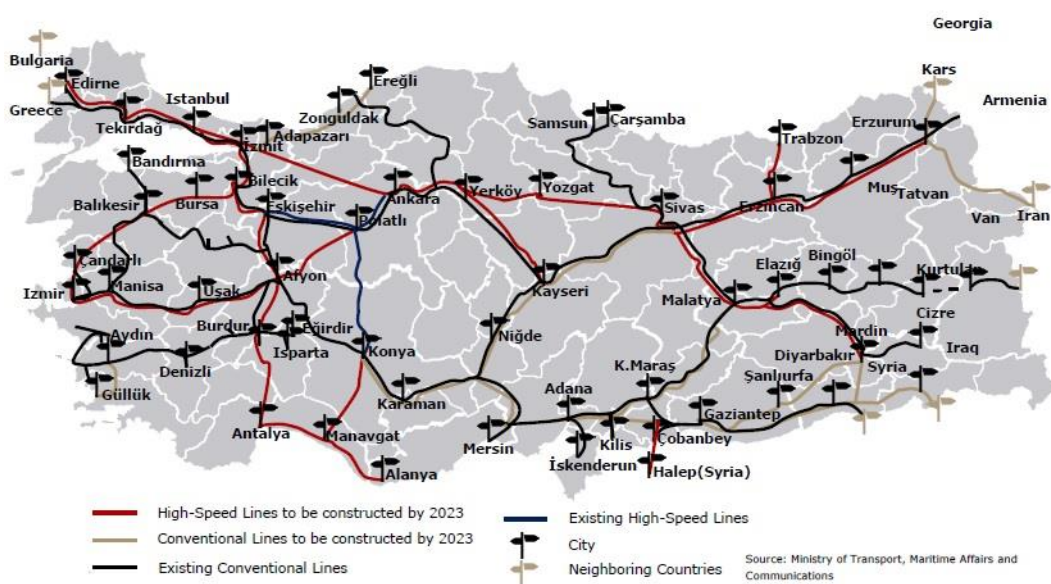 Georgia
Bulgaria
Edirne
Greece
Tekirdağ
Istanbul
Ereğli
Zonguldak
Adapazarı
İzmit
Samsun
Çarşamba
Kars
Armenia
Erzurum
Trabzon
Bandırma
Bilecik
Balıkesir
Bursa
Eskişehir
Polatlı
Ankara
Yerköy
Yozgat
Sivas
Erzincan
Muş
Tatvan
Van
Iran
Çandarlı
Izmir
Manisa
Uşak
Afyon
Kayseri
Malatya
Elazığ
Bingöl
Kurtula
Cizre
Aydın
Burdur
Eğirdir
Isparta
Konya
Niğde
Mardin
Iraq
Denizli
Güllük
Karaman
K.Maraş
Diyarbakır
Syria
Adana
Şanlıurfa
Gaziantep
Antalya
Manavgat
Mersin
Kilis
Çobanbey
Alanya
İskenderun
Halep(Syria)
High-Speed Lines to be constructed by 2023
Existing High-Speed Lines
Conventional Lines to be constructed by 2023
City
Existing Conventional Lines
Neighboring Countries
Source: Ministry of Transport, Maritime Affairs and
Communications